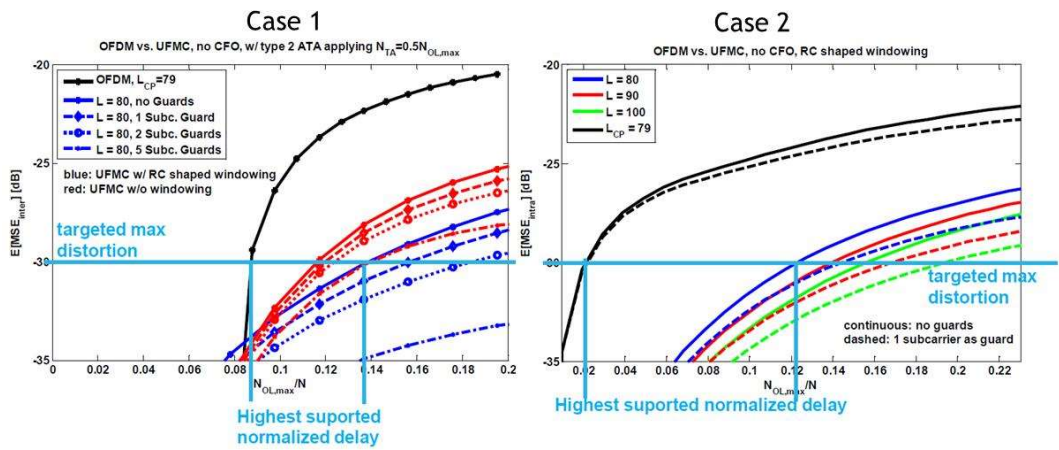 Case 1
OFDM vs. UFMC, no CFO, w/ type 2 ATA applying N_TA=0.5N_OL,max
-20
-25
-30
-35
E[MSE_inter] [dB]
OFDM, L_CP=79
L = 80, no Guards
L = 80, 1 Subc. Guard
L = 80, 2 Subc. Guards
L = 80, 5 Subc. Guards
blue: UFMC w/ RC shaped windowing
red: UFMC w/o windowing
targeted max
distortion
0 0.02 0.04 0.06 0.08 0.1 0.12 0.14 0.16 0.18 0.2
N_OL,max/N
Highest suported
normalized delay
Case 2
OFDM vs. UFMC, no CFO, RC shaped windowing
-20
-25
-30
-35
E[MSE_intra] [dB]
L = 80
L = 90
L = 100
L_CP = 79
targeted max
distortion
continuous: no guards
dashed: 1 subcarrier as guard
0.02 0.04 0.06 0.08 0.1 0.12 0.14 0.16 0.18 0.2 0.22
N_OL,max/N
Highest suported normalized delay